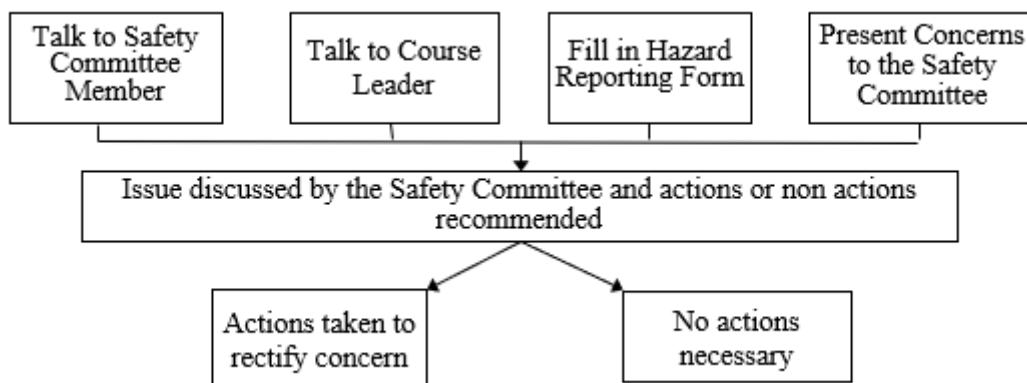 Talk to Safety
Committee
Member
Talk to Course
Leader
Fill in Hazard
Reporting Form
Present Concerns
to the Safety
Committee
Issue discussed by the Safety Committee and actions or non actions
recommended
Actions taken to
rectify concern
No actions
necessary